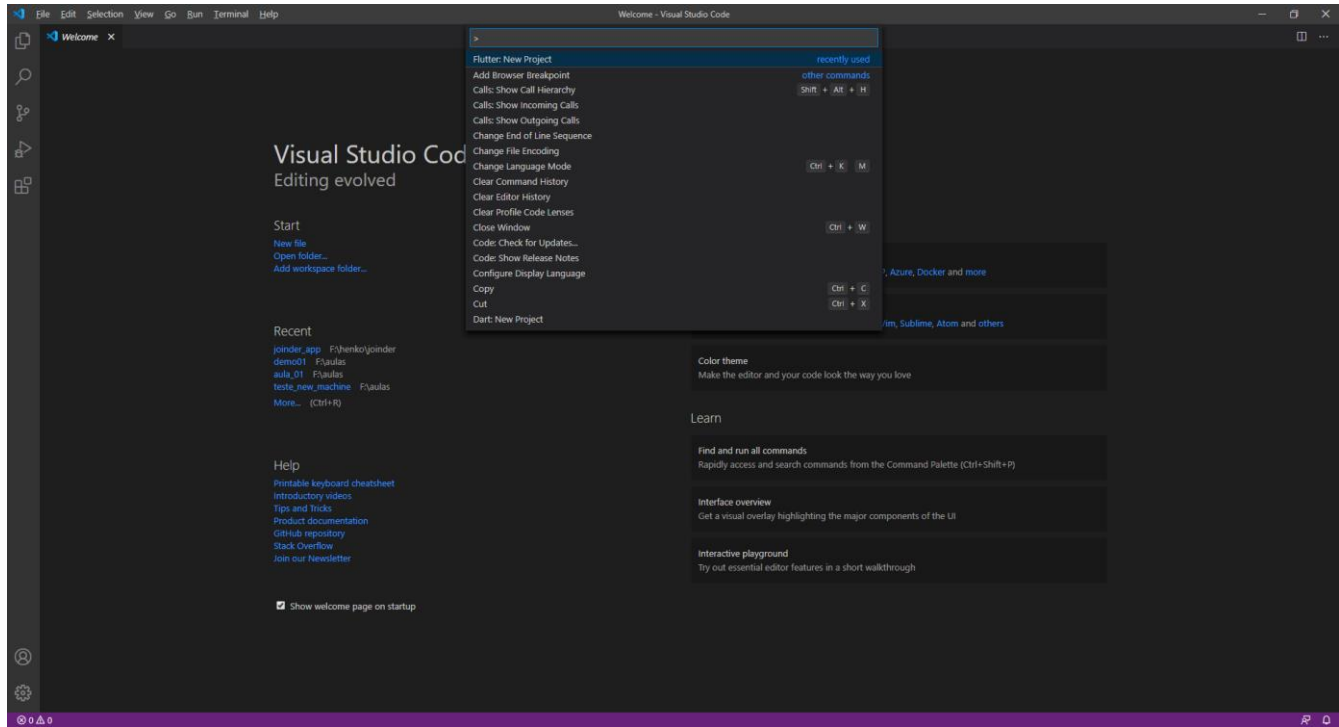 File Edit Selection View Go Run Terminal Help
Welcome - Visual Studio Code
Welcome
>
Flutter: New Project recently used
Add Browser Breakpoint other commands
Calls: Show Call Hierarchy Shift + Alt + H
Calls: Show Incoming Calls
Calls: Show Outgoing Calls
Change End of Line Sequence
Change File Encoding
Change Language Mode Ctrl + K M
Clear Command History
Clear Editor History
Clear Profile Code Lenses
Close Window Ctrl + W
Code: Check for Updates...
Code: Show Release Notes
Configure Display Language
Copy Ctrl + C
Cut Ctrl + X
Dart: New Project
Visual Studio Cod
Editing evolved
Start
New file
Open folder...
Add workspace folder...
Recent
joinder_app F:\henko\joinder
demo01 F:\aulas
aula_01 F:\aulas
teste_new_machine F:\aulas
More... (Ctrl+R)
Help
Printable keyboard cheatsheet
Introductory videos
Tips and Tricks
Product documentation
GitHub repository
Stack Overflow
Join our Newsletter
Show welcome page on startup
, Azure, Docker and more
Vim, Sublime, Atom and others
Color theme
Make the editor and your code look the way you love
Learn
Find and run all commands
Rapidly access and search commands from the Command Palette (Ctrl+Shift+P)
Interface overview
Get a visual overlay highlighting the major components of the UI
Interactive playground
Try out essential editor features in a short walkthrough
0 0